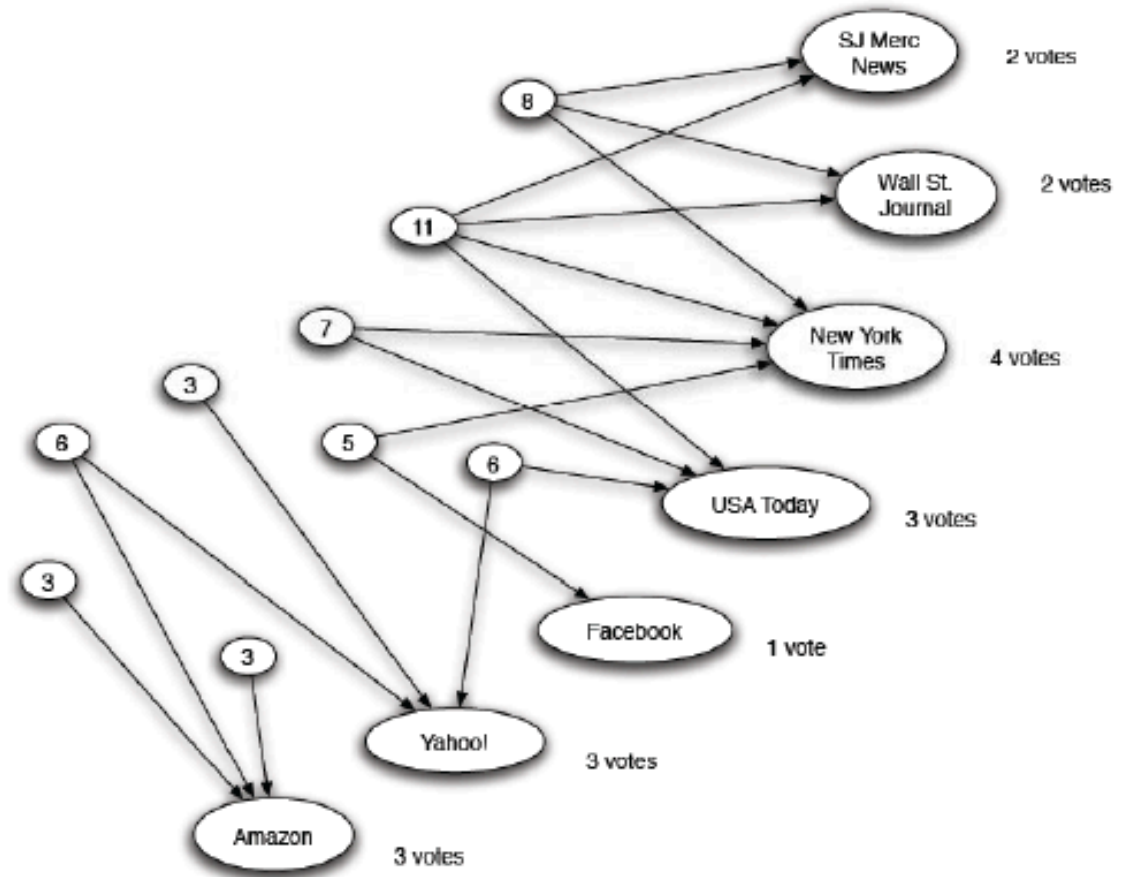 SJ Merc
News
2 votes
8
Wall St.
Journal
2 votes
11
7
New York
Times
4 votes
3
6
5
6
USA Today
3 votes
3
Facebook
1 vote
3
Yahoo!
3 votes
Amazon
3 votes